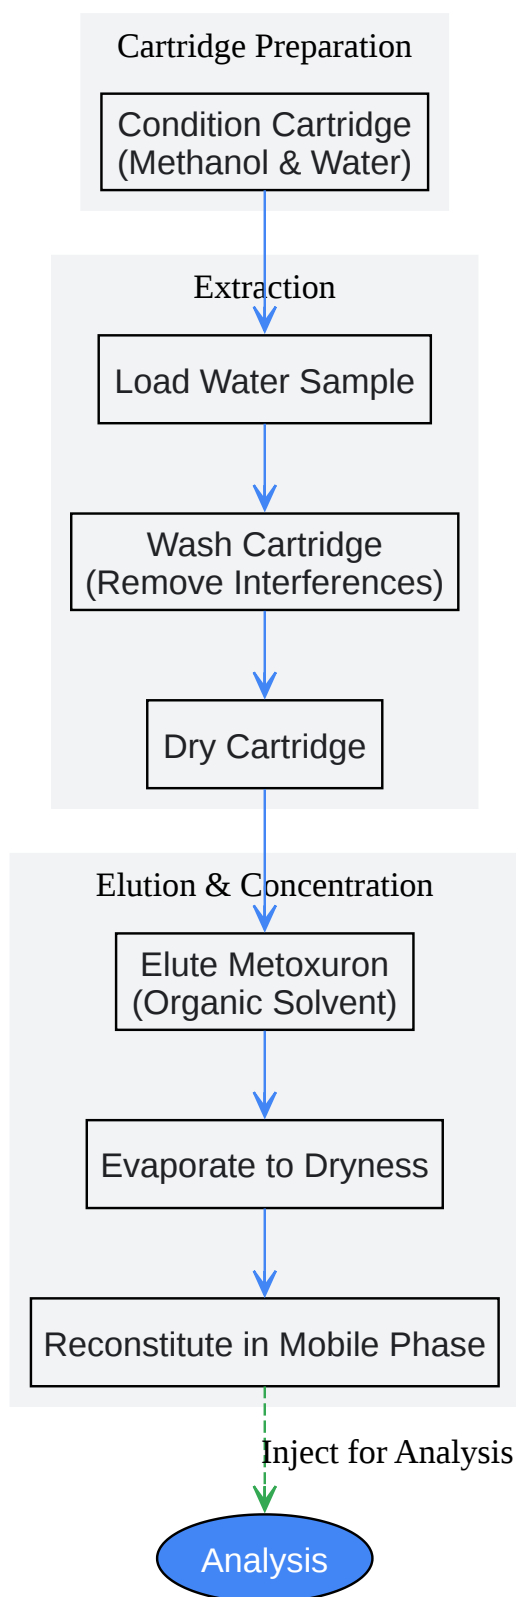 Cartridge Preparation
Condition Cartridge
(Methanol & Water)
Extraction
Load Water Sample
Wash Cartridge
(Remove Interferences)
Dry Cartridge
Elution & Concentration
Elute Metoxuron
(Organic Solvent)
Evaporate to Dryness
Reconstitute in Mobile Phase
Inject for Analysis
Analysis